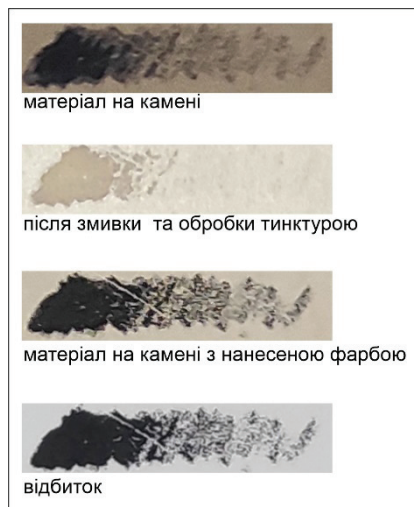 матеріал на камені
після змивки та обробки тинктурою
матеріал на камені з нанесеною фарбою
відбиток